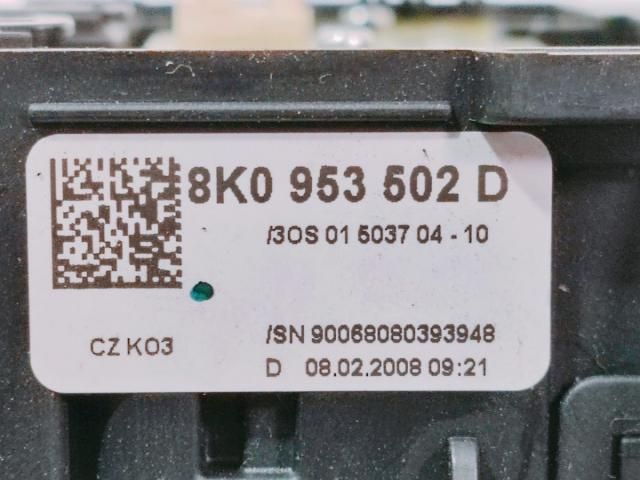 8K0 953 502 D
/3OS 01 5037 04 - 10
/SN 90068080393948
CZ K03
D 08.02.2008 09:21